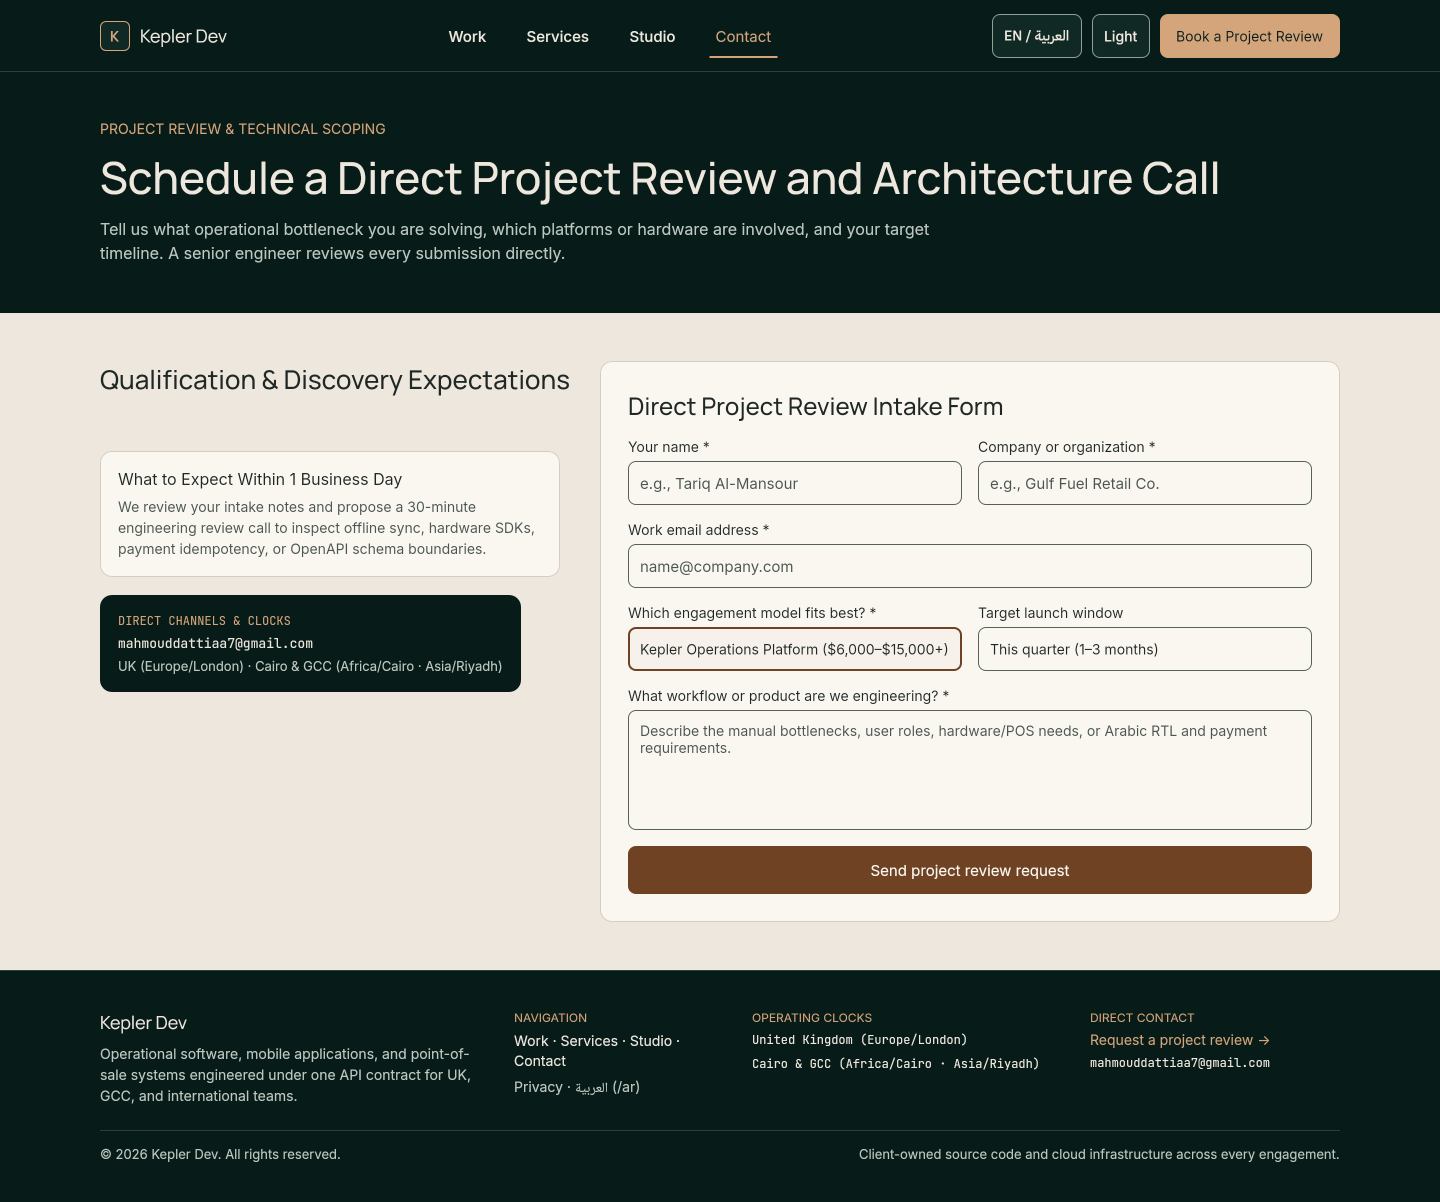 K Kepler Dev
Work Services Studio Contact
EN / العربية Light Book a Project Review
PROJECT REVIEW & TECHNICAL SCOPING
Schedule a Direct Project Review and Architecture Call
Tell us what operational bottleneck you are solving, which platforms or hardware are involved, and your target
timeline. A senior engineer reviews every submission directly.
Qualification & Discovery Expectations
What to Expect Within 1 Business Day
We review your intake notes and propose a 30-minute
engineering review call to inspect offline sync, hardware SDKs,
payment idempotency, or OpenAPI schema boundaries.
DIRECT CHANNELS & CLOCKS
mahmouddattiaa7@gmail.com
UK (Europe/London) · Cairo & GCC (Africa/Cairo · Asia/Riyadh)
Direct Project Review Intake Form
Your name *
e.g., Tariq Al-Mansour
Company or organization *
e.g., Gulf Fuel Retail Co.
Work email address *
name@company.com
Which engagement model fits best? *
Kepler Operations Platform ($6,000–$15,000+)
Target launch window
This quarter (1–3 months)
What workflow or product are we engineering? *
Describe the manual bottlenecks, user roles, hardware/POS needs, or Arabic RTL and payment
requirements.
Send project review request
Kepler Dev
Operational software, mobile applications, and point-of-
sale systems engineered under one API contract for UK,
GCC, and international teams.
NAVIGATION
Work · Services · Studio ·
Contact
Privacy · العربية (/ar)
OPERATING CLOCKS
United Kingdom (Europe/London)
Cairo & GCC (Africa/Cairo · Asia/Riyadh)
DIRECT CONTACT
Request a project review →
mahmouddattiaa7@gmail.com
© 2026 Kepler Dev. All rights reserved.
Client-owned source code and cloud infrastructure across every engagement.